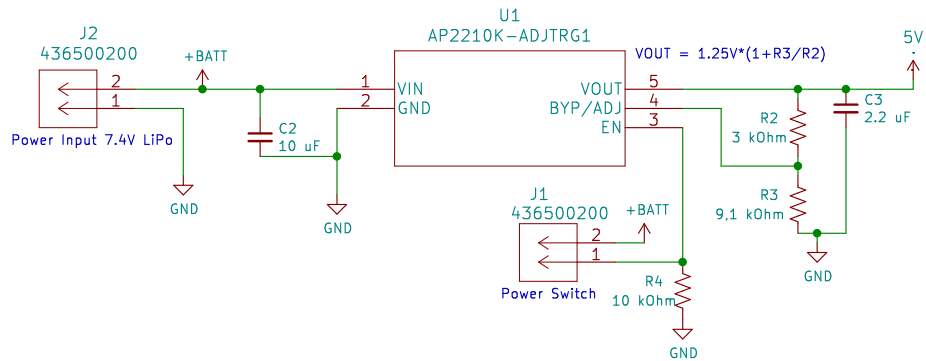 U1
AP2210K-ADJTRG1
J2
436500200
+BATT
VOUT = 1.25V*(1+R3/R2)
5V
2
1
1
2
VIN
GND
VOUT
BYP/ADJ
EN
5
4
3
C2
10 uF
R2
3 kOhm
C3
2.2 uF
Power Input 7.4V LiPo
GND
GND
J1
436500200
+BATT
R3
9,1 kOhm
2
1
GND
Power Switch
R4
10 kOhm
GND